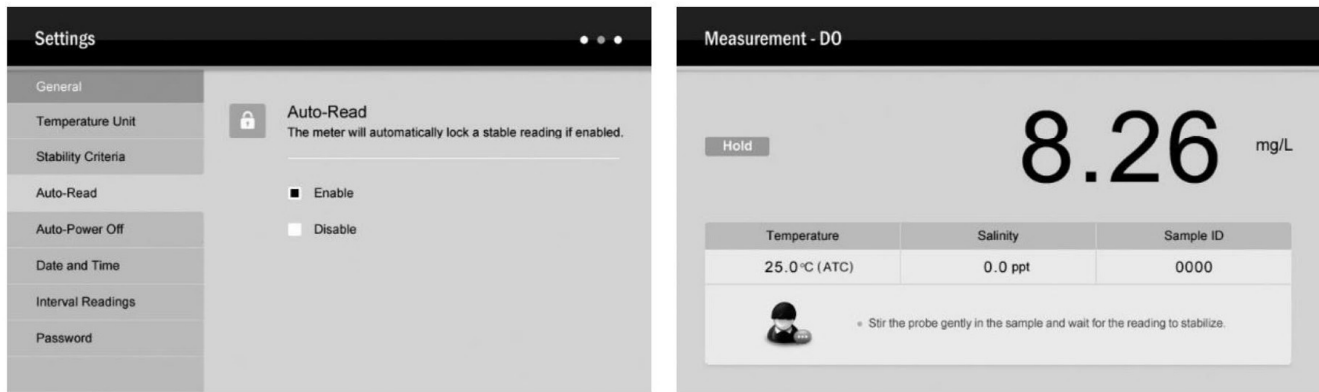 Settings
General
Temperature Unit
Stability Criteria
Auto-Read
Auto-Power Off
Date and Time
Interval Readings
Password
Auto-Read
The meter will automatically lock a stable reading if enabled.
Enable
Disable
Measurement - DO
Hold
8.26 mg/L
Temperature Salinity Sample ID
25.0°C (ATC) 0.0 ppt 0000
Stir the probe gently in the sample and wait for the reading to stabilize.